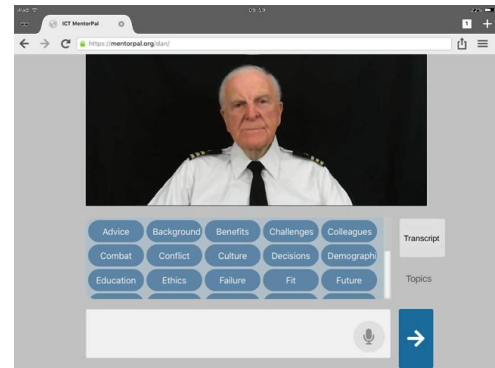 iPad
ICT MentorPal
1
https://mentorpal.org/dan/
Advice Background Benefits Challenges Colleagues
Transcript
Combat Conflict Culture Decisions Demographi
Education Ethics Failure Fit Future
Topics